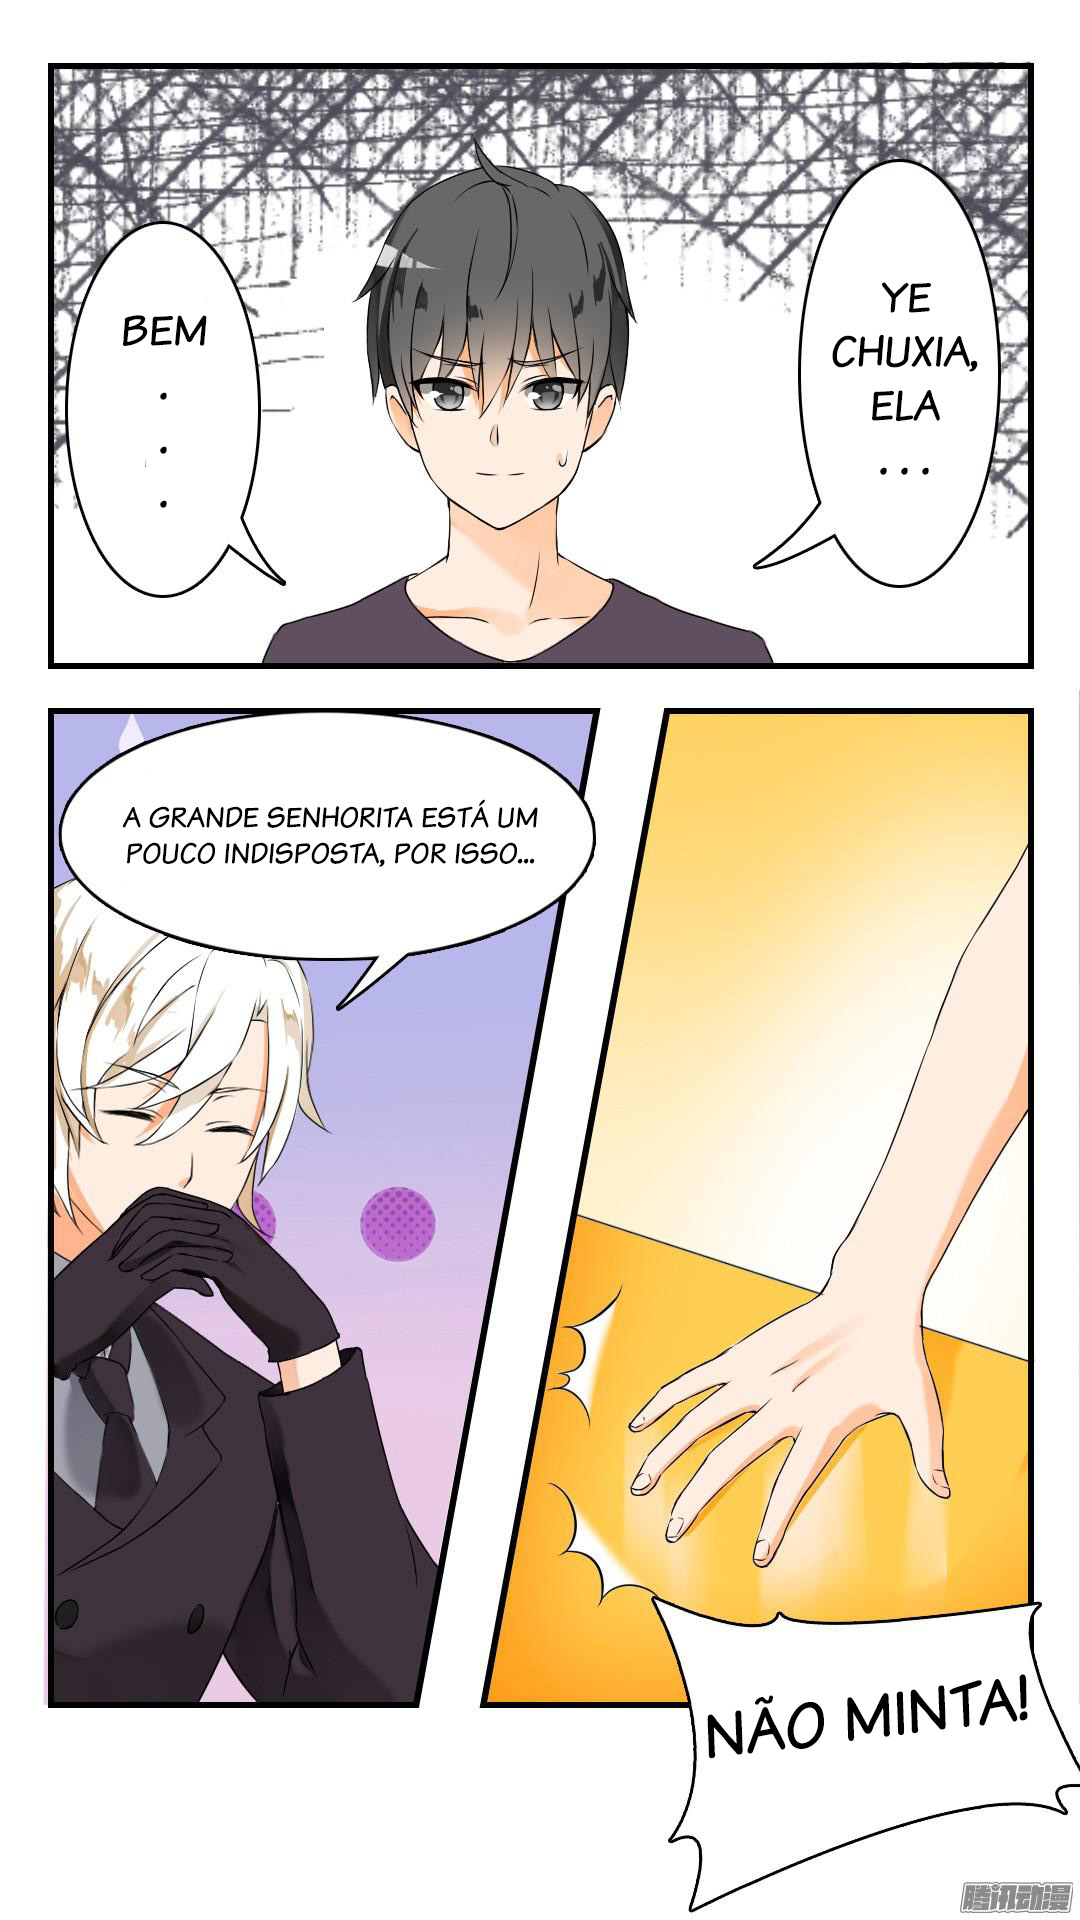 BEM
.
.
.
YE
CHUXIA,
ELA
...
A GRANDE SENHORITA ESTÁ UM
POUCO INDISPOSTA, POR ISSO...
NÃO MINTA!
腾讯动漫